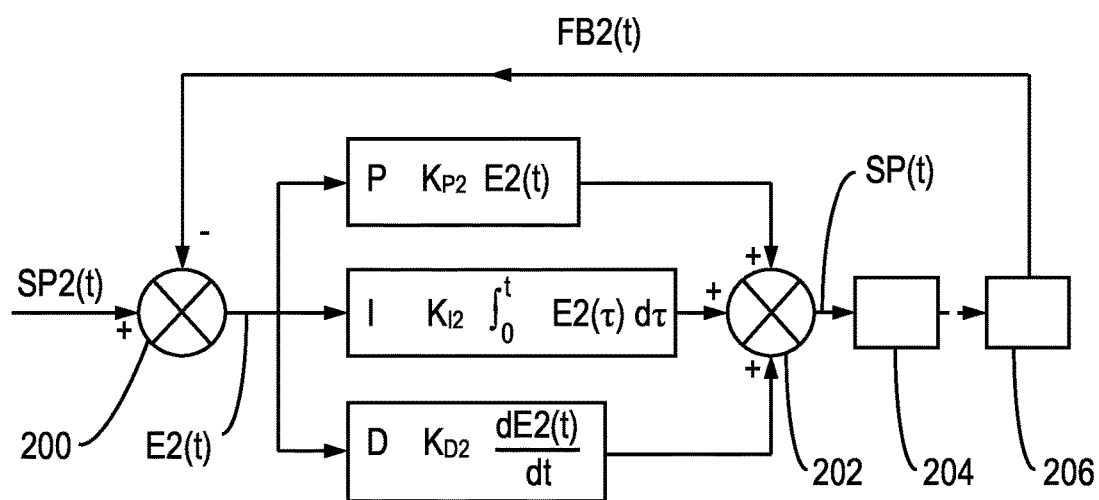 FB2(t)
P K_P2 E2(t)
SP(t)
-
+
SP2(t)
+
I K_I2 ∫_0^t E2(τ) dτ
+
+
D K_D2 dE2(t)/dt
200
E2(t)
202
204
206